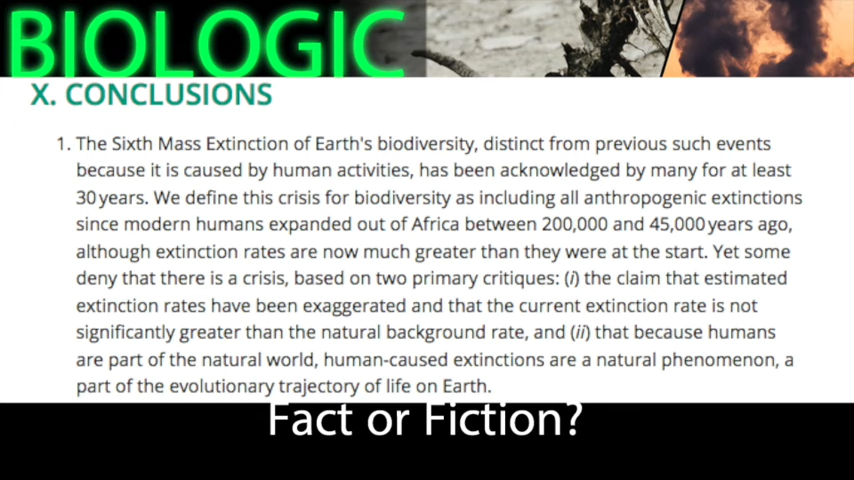 BIOLOGIC
X. CONCLUSIONS
1. The Sixth Mass Extinction of Earth's biodiversity, distinct from previous such events
because it is caused by human activities, has been acknowledged by many for at least
30 years. We define this crisis for biodiversity as including all anthropogenic extinctions
since modern humans expanded out of Africa between 200,000 and 45,000 years ago,
although extinction rates are now much greater than they were at the start. Yet some
deny that there is a crisis, based on two primary critiques: (i) the claim that estimated
extinction rates have been exaggerated and that the current extinction rate is not
significantly greater than the natural background rate, and (ii) that because humans
are part of the natural world, human-caused extinctions are a natural phenomenon, a
part of the evolutionary trajectory of life on Earth.
Fact or Fiction?